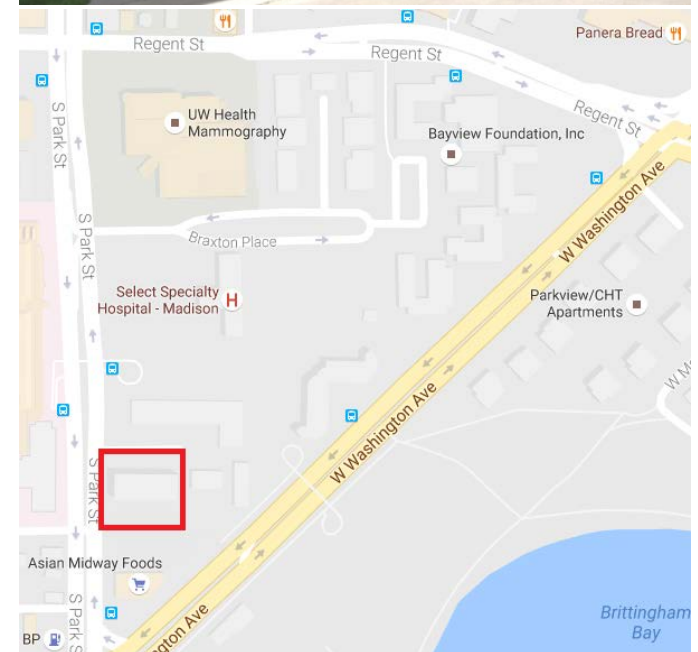 Regent St
Regent St
Panera Bread
S Park St
UW Health
Mammography
Bayview Foundation, Inc
Regent St
W Washington Ave
S Park St
Braxton Place
Select Specialty
Hospital - Madison
H
Parkview/CHT
Apartments
W Washington Ave
S Park St
Asian Midway Foods
S Park S
BP
gton Ave
Brittingham
Bay